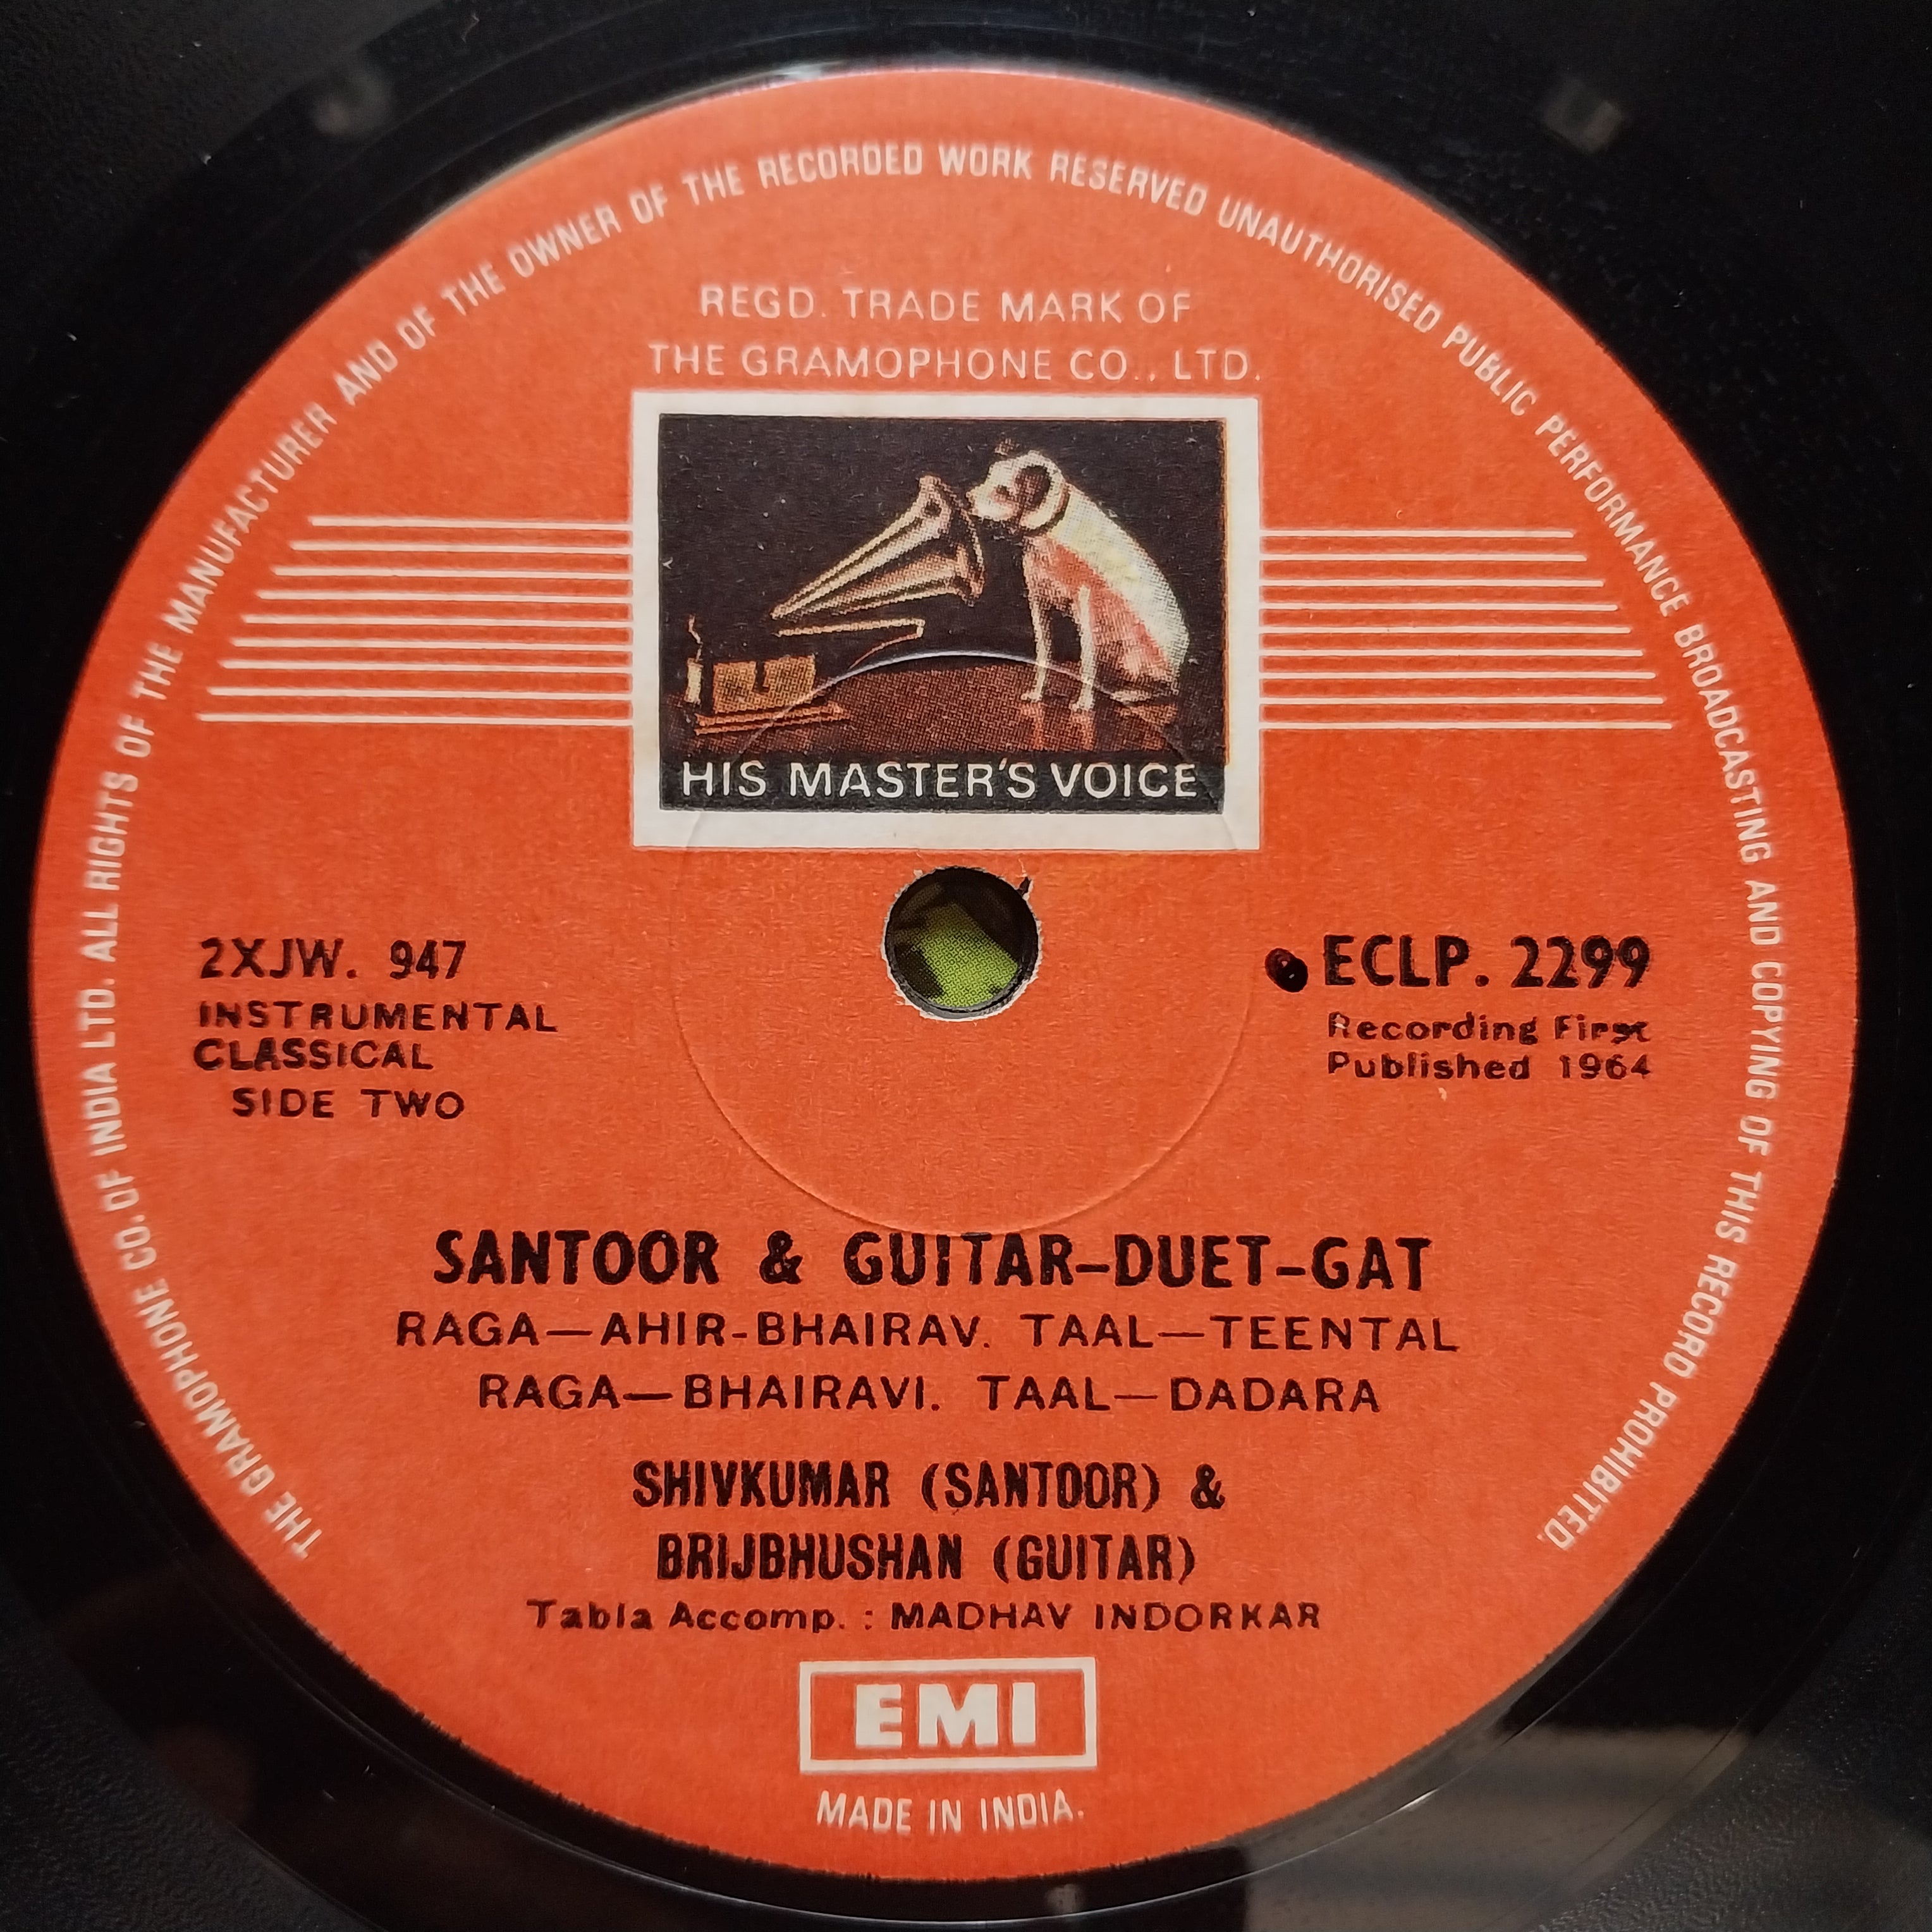 THE GRAMOPHONE CO. OF INDIA LTD. ALL RIGHTS OF THE MANUFACTURER AND OF THE OWNER OF THE RECORDED WORK RESERVED UNAUTHORISED PUBLIC PERFORMANCE BROADCASTING AND COPYING OF THIS RECORD PROHIBITED.
REGD. TRADE MARK OF
THE GRAMOPHONE CO., LTD.
HIS MASTER'S VOICE
2XJW. 947
INSTRUMENTAL
CLASSICAL
SIDE TWO
ECLP. 2299
Recording First
Published 1964
SANTOOR & GUITAR-DUET-GAT
RAGA—AHIR-BHAIRAV. TAAL—TEENTAL
RAGA—BHAIRAVI. TAAL—DADARA
SHIVKUMAR (SANTOOR) &
BRIJBHUSHAN (GUITAR)
Tabla Accomp. : MADHAV INDORKAR
EMI
MADE IN INDIA.